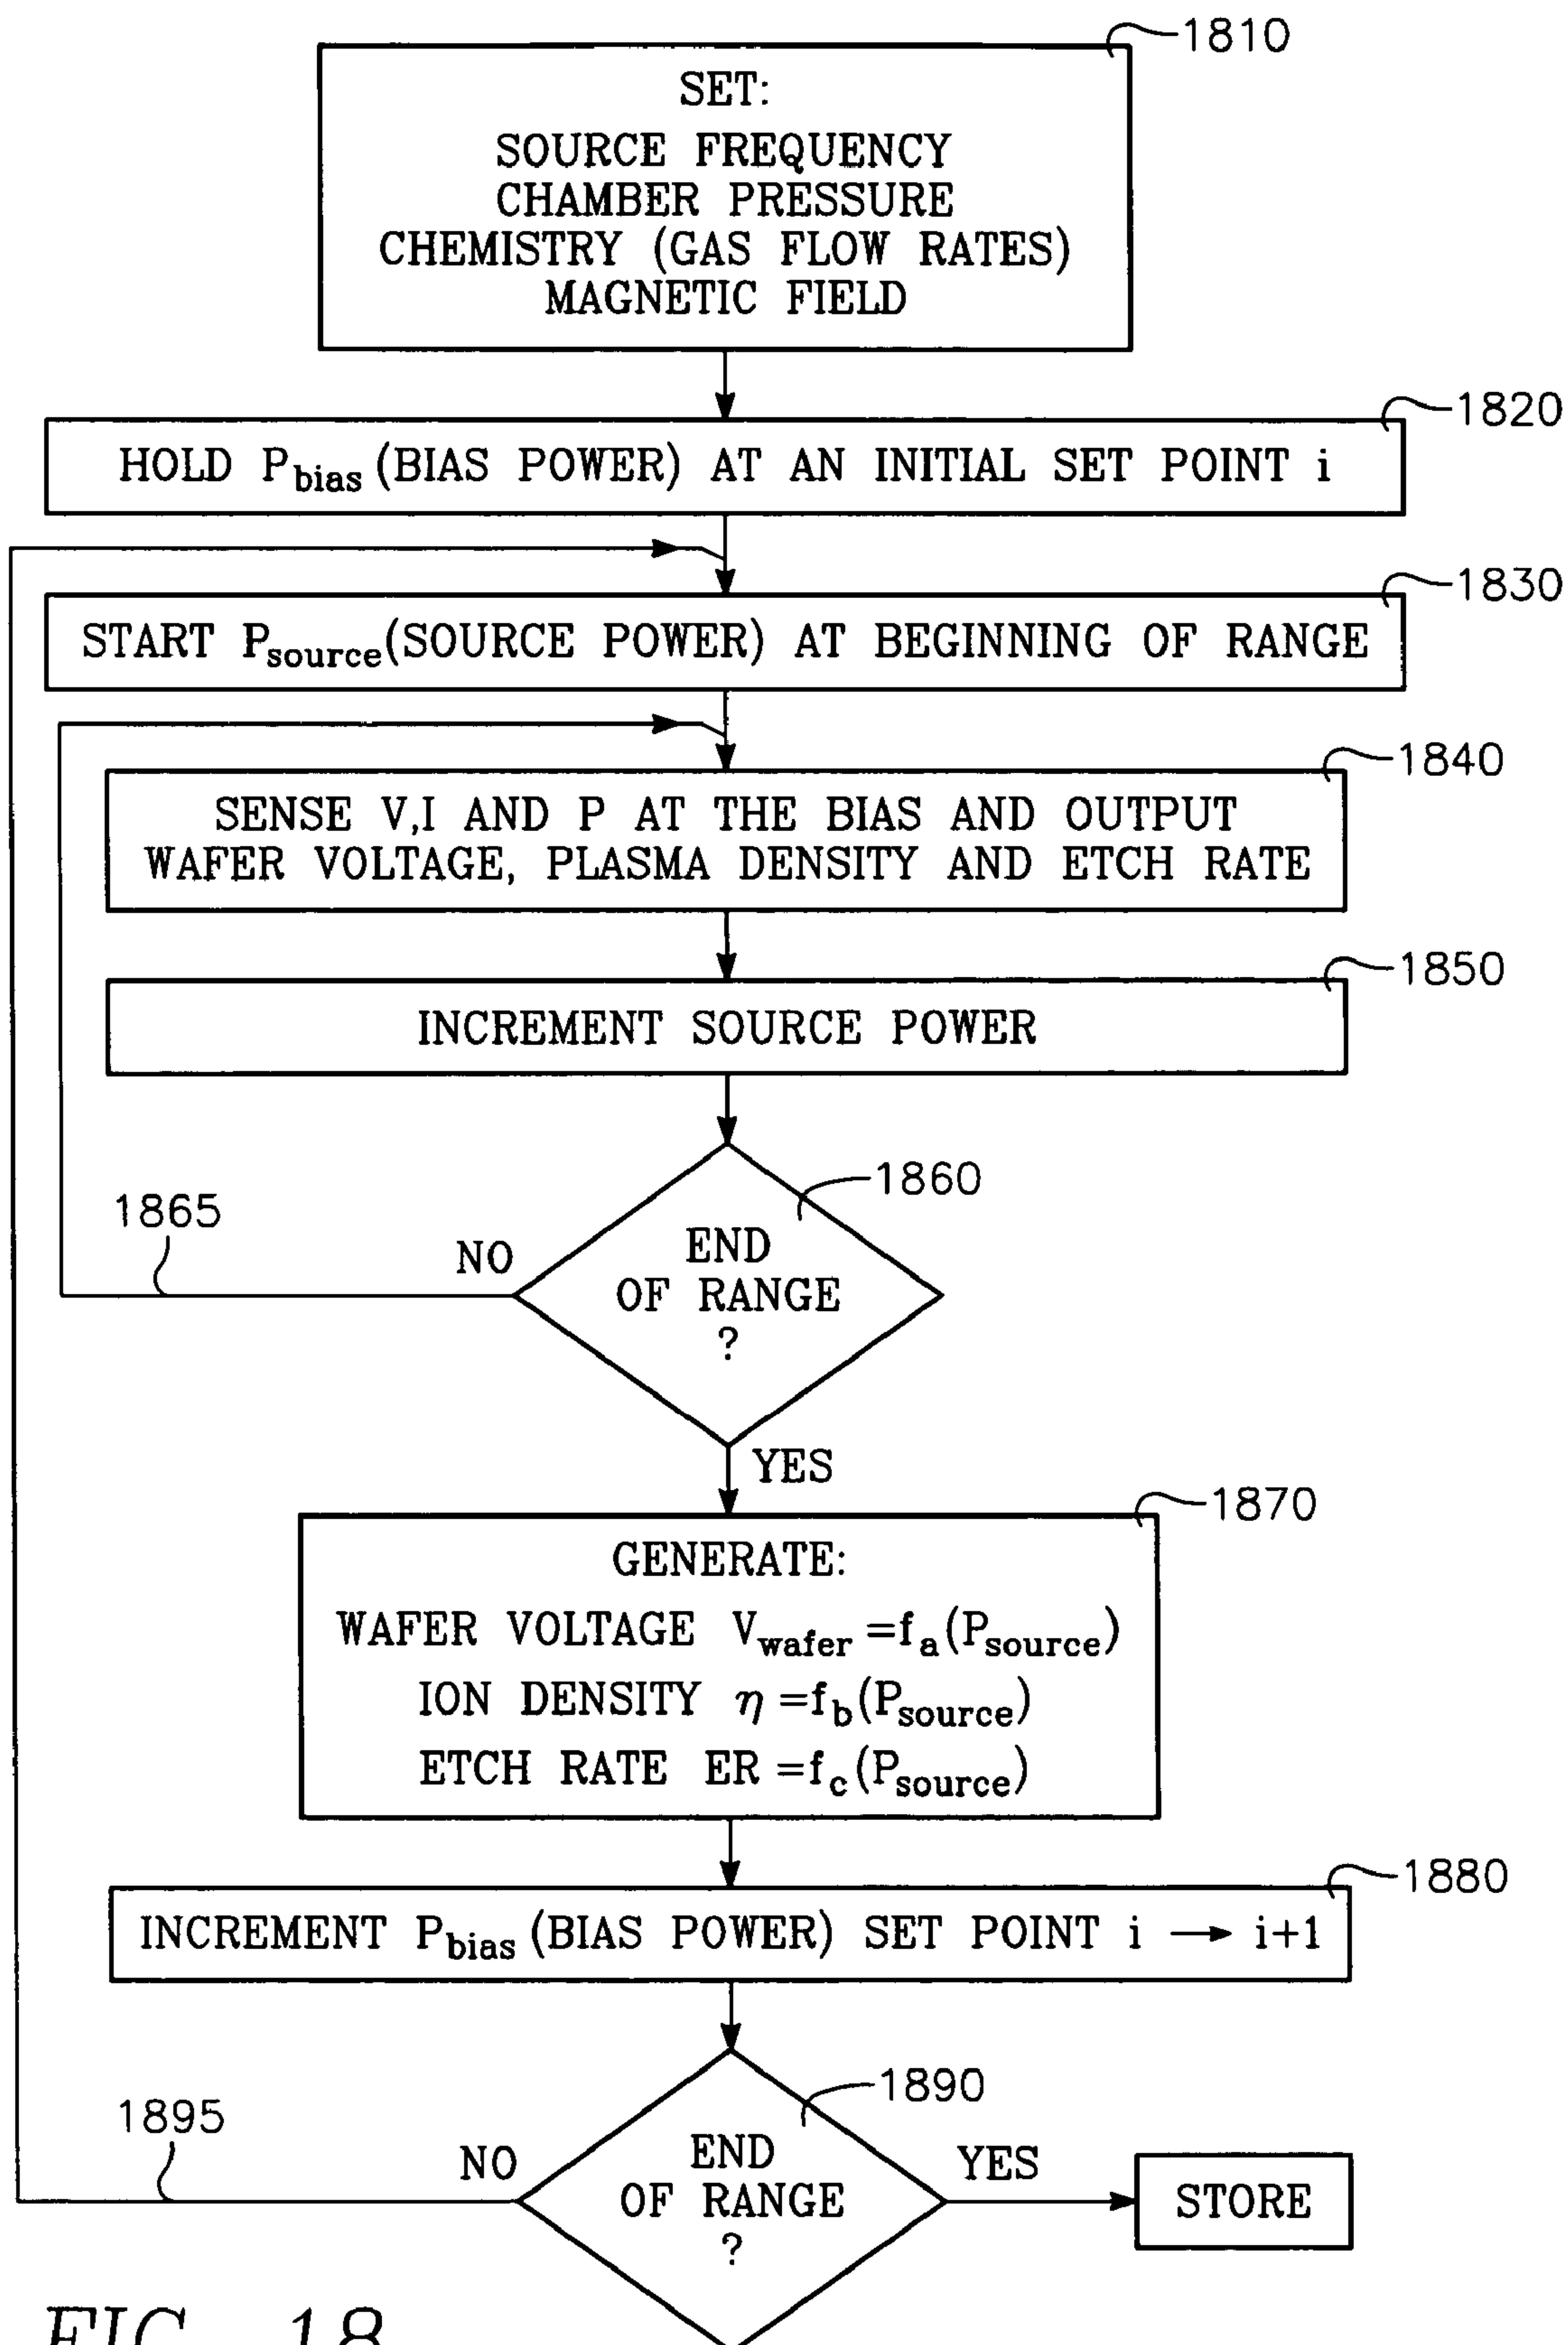 1810
SET:
SOURCE FREQUENCY
CHAMBER PRESSURE
CHEMISTRY (GAS FLOW RATES)
MAGNETIC FIELD
1820
HOLD Pbias (BIAS POWER) AT AN INITIAL SET POINT i
1830
START Psource(SOURCE POWER) AT BEGINNING OF RANGE
1840
SENSE V,I AND P AT THE BIAS AND OUTPUT
WAFER VOLTAGE, PLASMA DENSITY AND ETCH RATE
1850
INCREMENT SOURCE POWER
1860
1865
NO
END
OF RANGE
?
YES
1870
GENERATE:
WAFER VOLTAGE Vwafer =fa(Psource)
ION DENSITY η =fb(Psource)
ETCH RATE ER =fc(Psource)
1880
INCREMENT Pbias (BIAS POWER) SET POINT i → i+1
1890
1895
NO
END
OF RANGE
?
YES
STORE
FIG. 18